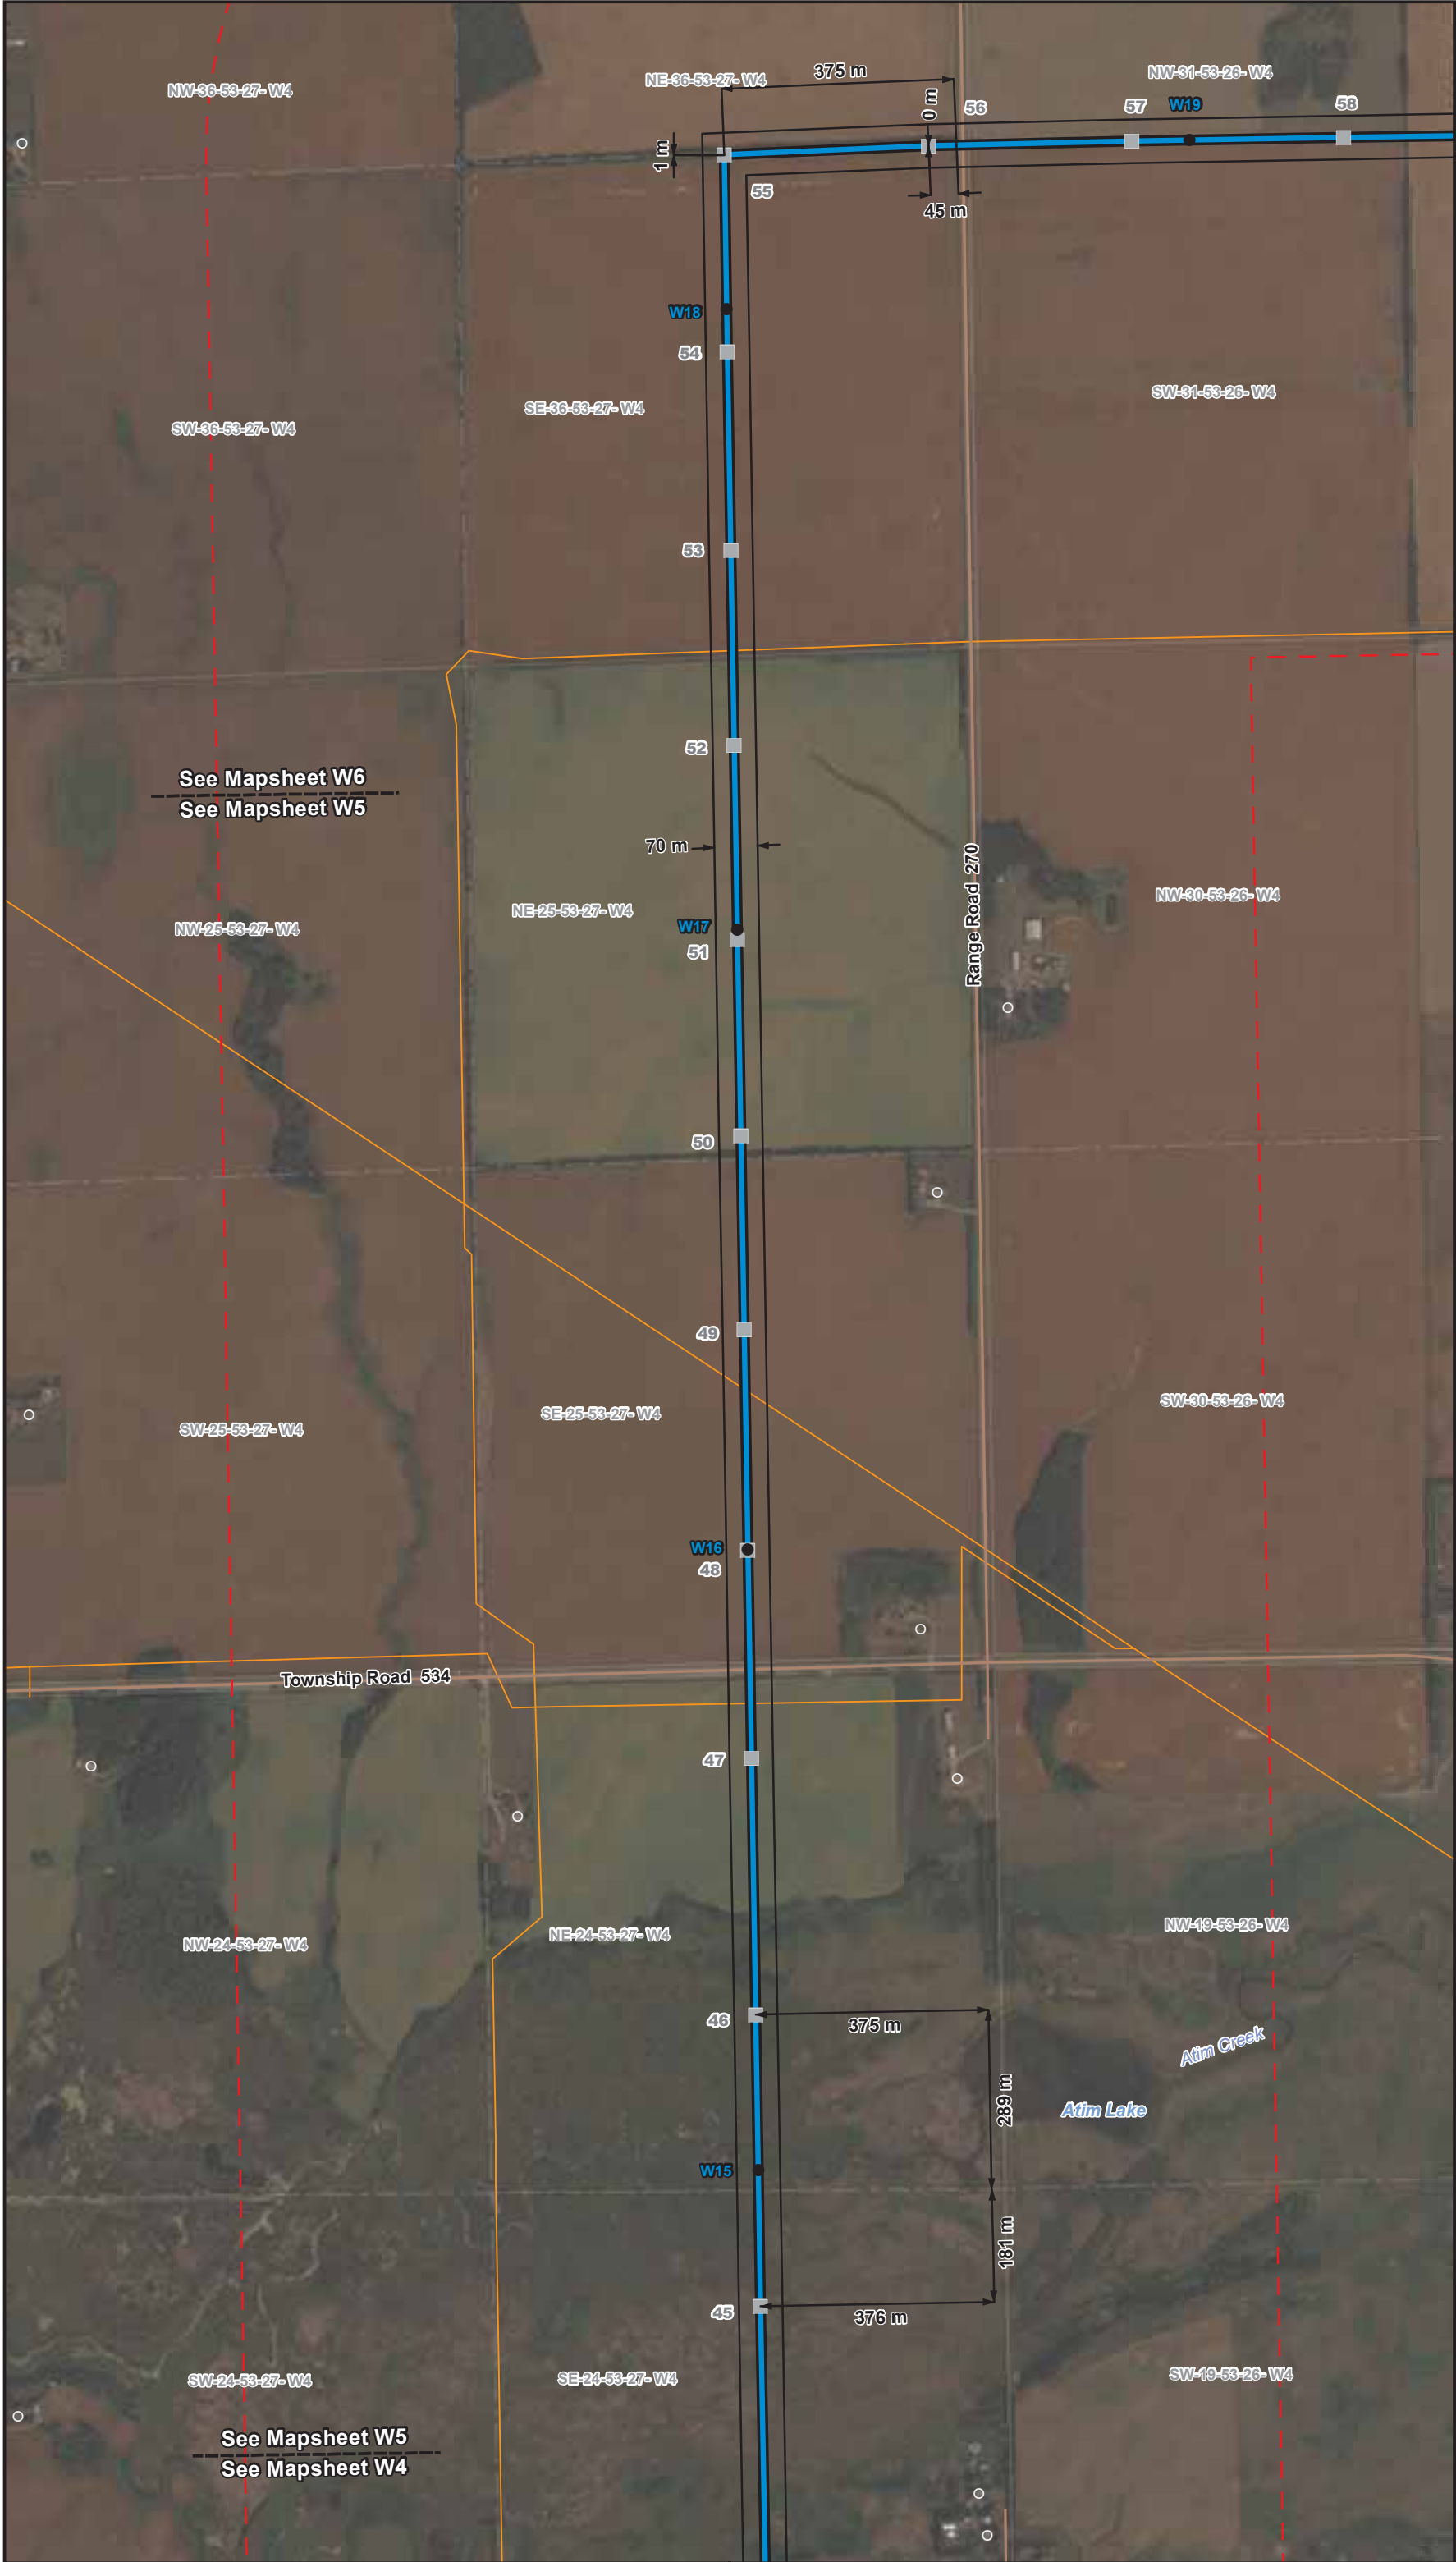 NW-36-53-27- W4
NE-36-53-27- W4
375 m
NW-31-53-26- W4
0 m
56
57
W19
58
1 m
55
45 m
W18
54
SE-36-53-27- W4
SW-31-53-26- W4
SW-36-53-27- W4
53
52
See Mapsheet W6
See Mapsheet W5
70 m
Range Road 270
NE-25-53-27- W4
NW-30-53-26- W4
NW-25-53-27- W4
W17
51
50
49
SE-25-53-27- W4
SW-30-53-26- W4
SW-25-53-27- W4
W16
48
Township Road 534
47
NW-24-53-27- W4
NE-24-53-27- W4
NW-19-53-26- W4
46
375 m
Atim Creek
289 m
Atim Lake
W15
181 m
45
376 m
SW-24-53-27- W4
SE-24-53-27- W4
SW-19-53-26- W4
See Mapsheet W5
See Mapsheet W4